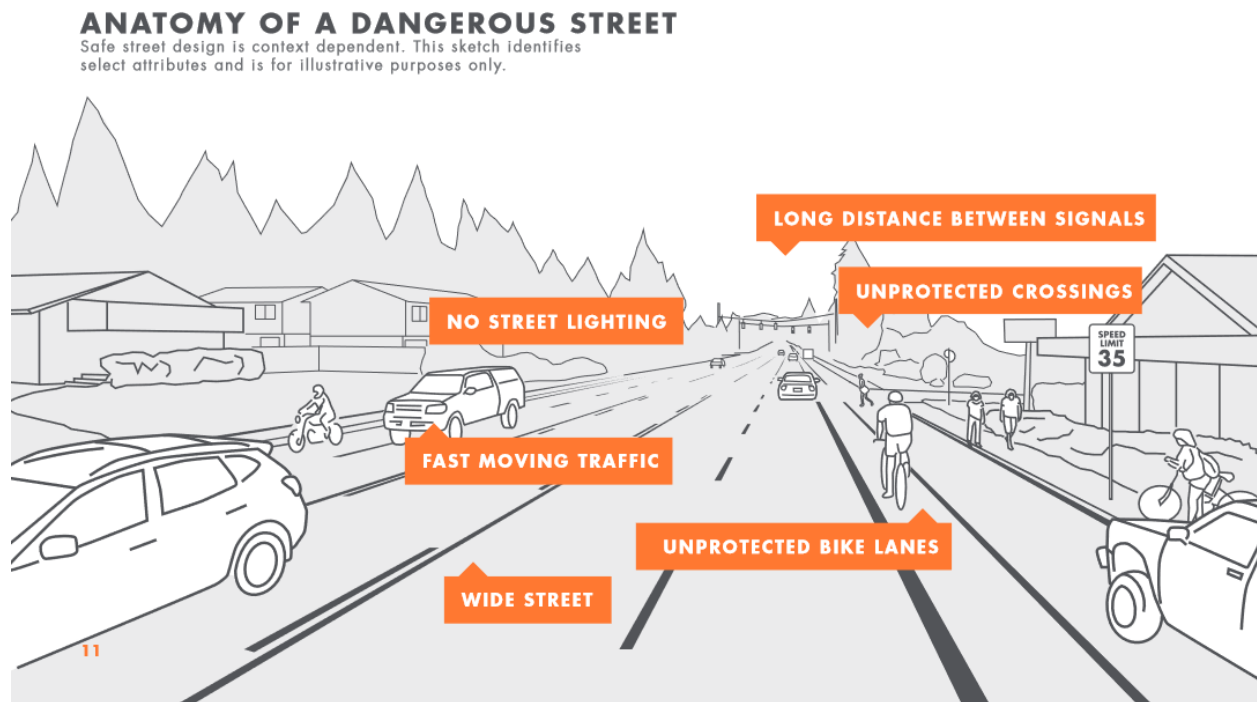 ANATOMY OF A DANGEROUS STREET
Safe street design is context dependent. This sketch identifies
select attributes and is for illustrative purposes only.
LONG DISTANCE BETWEEN SIGNALS
UNPROTECTED CROSSINGS
NO STREET LIGHTING
SPEED
LIMIT
35
FAST MOVING TRAFFIC
UNPROTECTED BIKE LANES
WIDE STREET
11